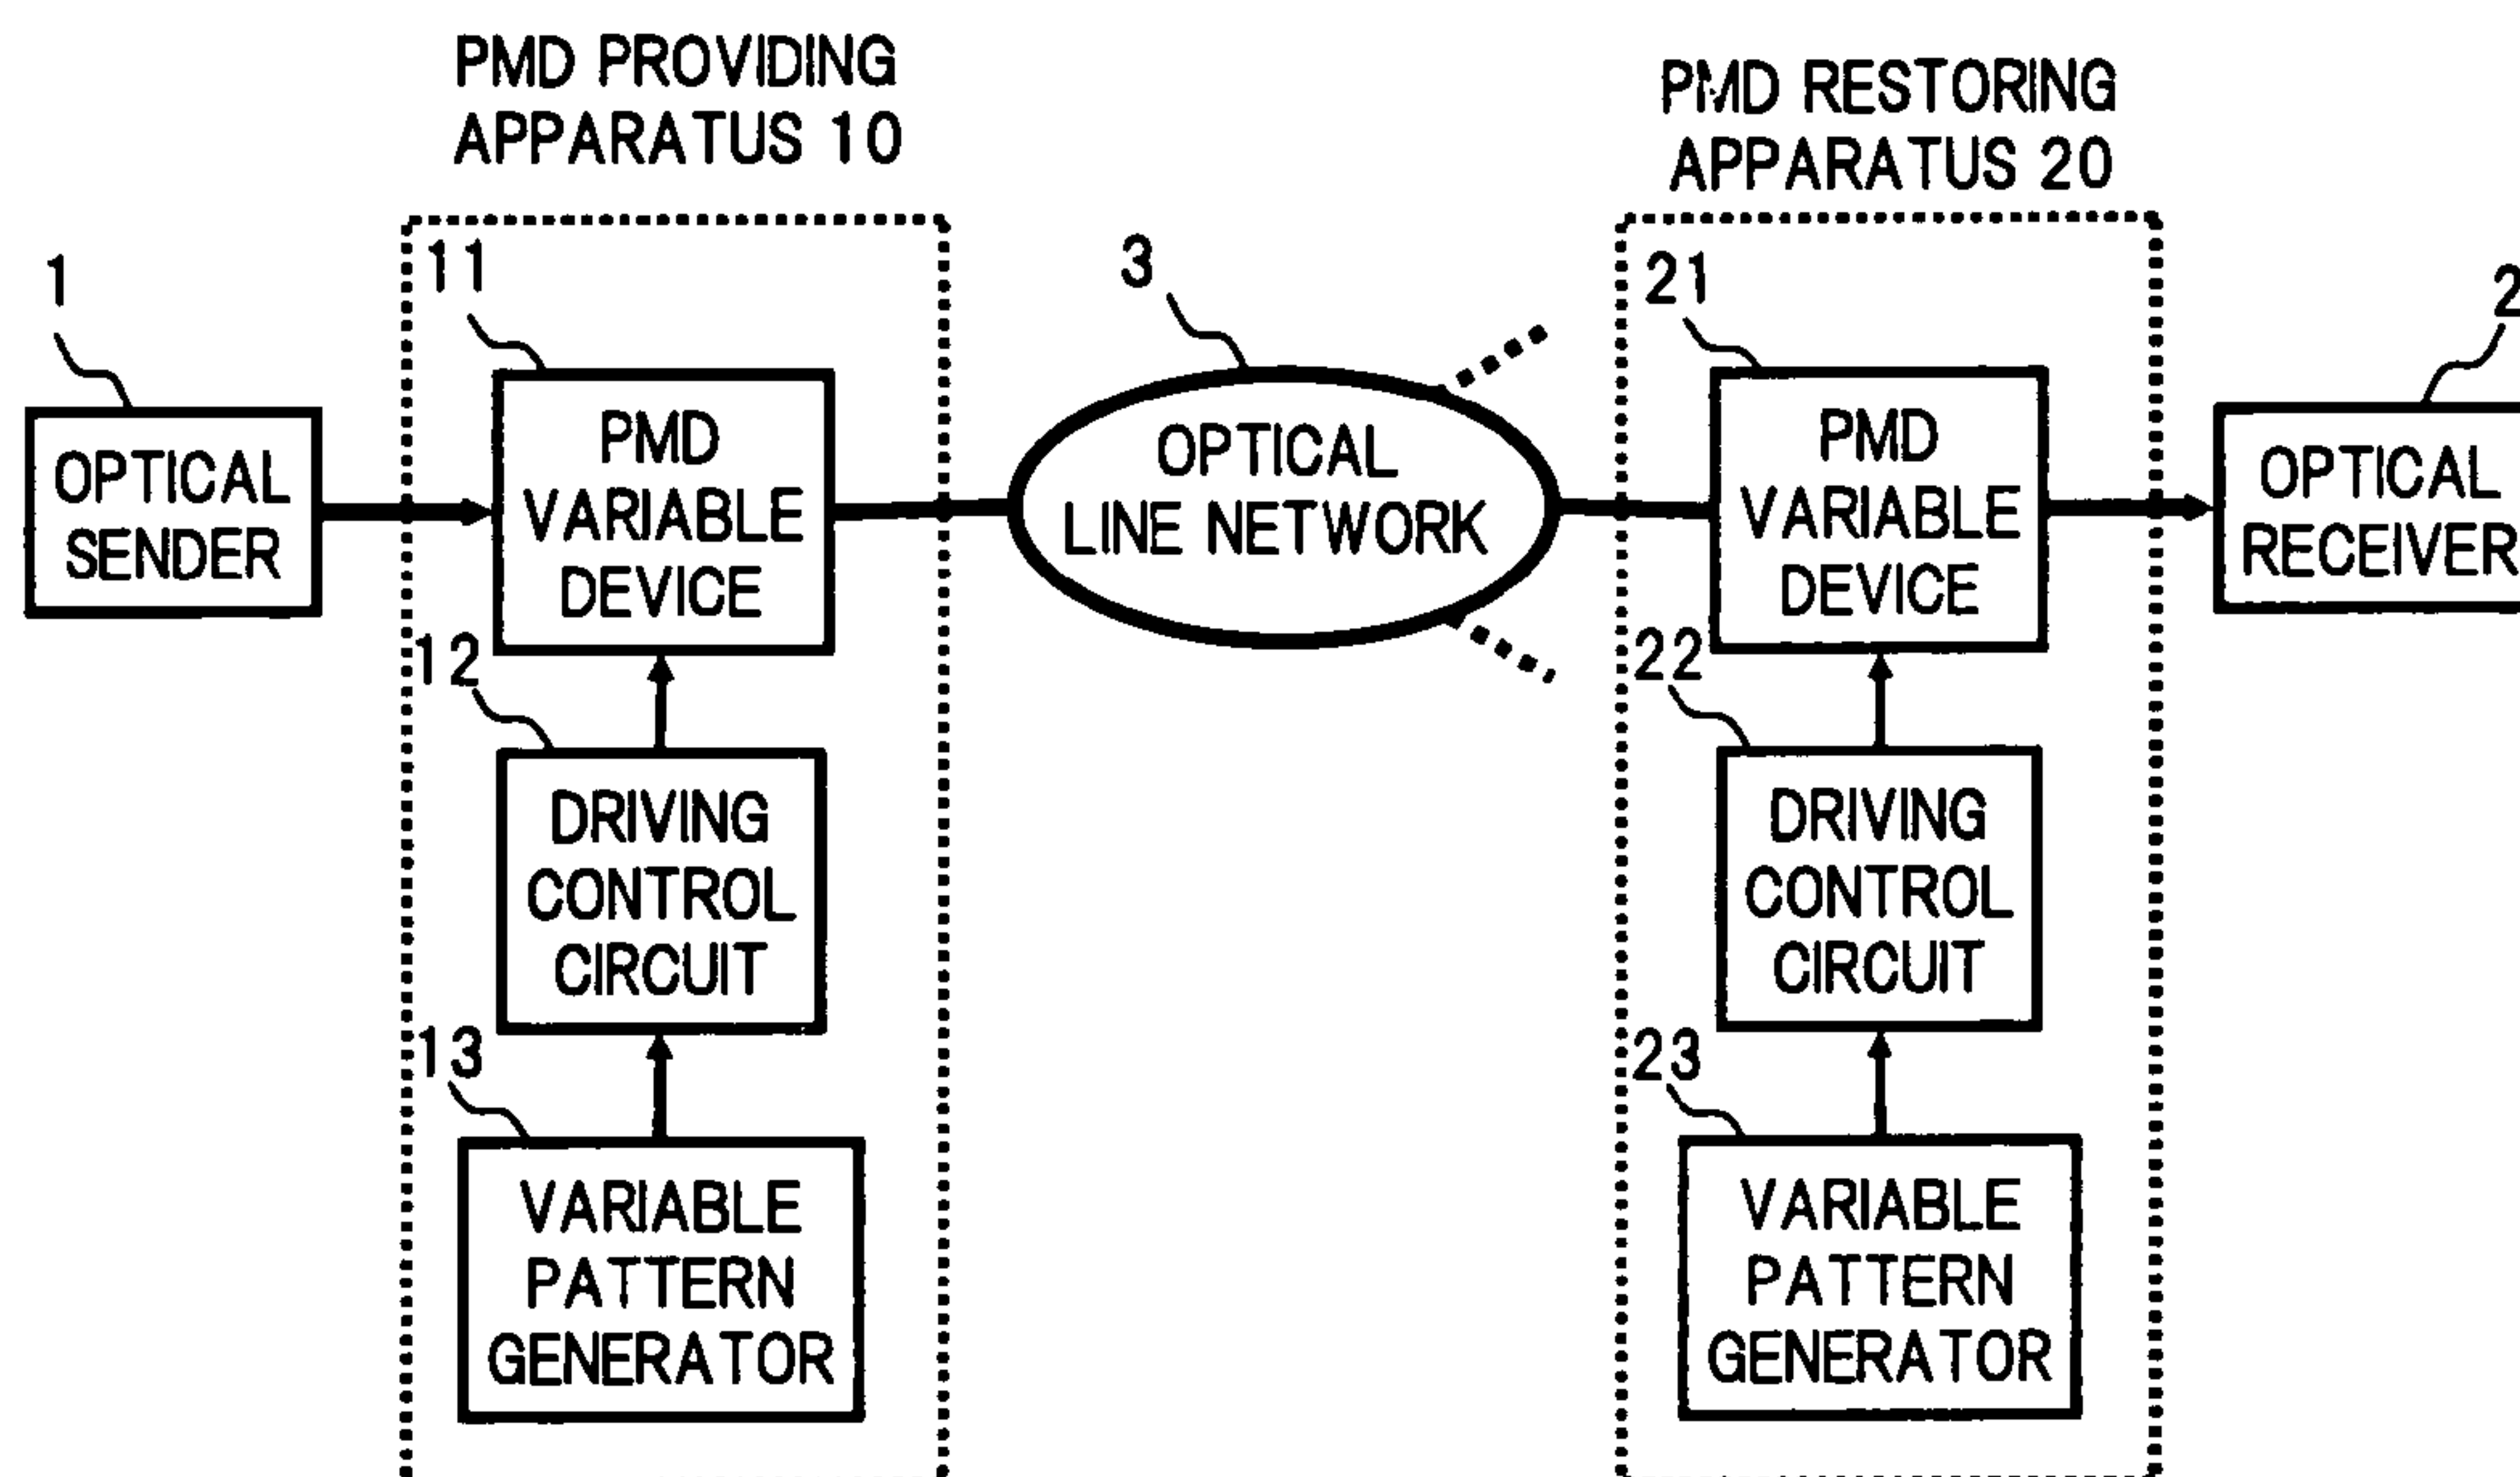 PMD PROVIDING
APPARATUS 10
PMD RESTORING
APPARATUS 20
1
11
3
21
2
OPTICAL
SENDER
PMD
VARIABLE
DEVICE
OPTICAL
LINE NETWORK
PMD
VARIABLE
DEVICE
OPTICAL
RECEIVER
12
22
DRIVING
CONTROL
CIRCUIT
DRIVING
CONTROL
CIRCUIT
13
23
VARIABLE
PATTERN
GENERATOR
VARIABLE
PATTERN
GENERATOR